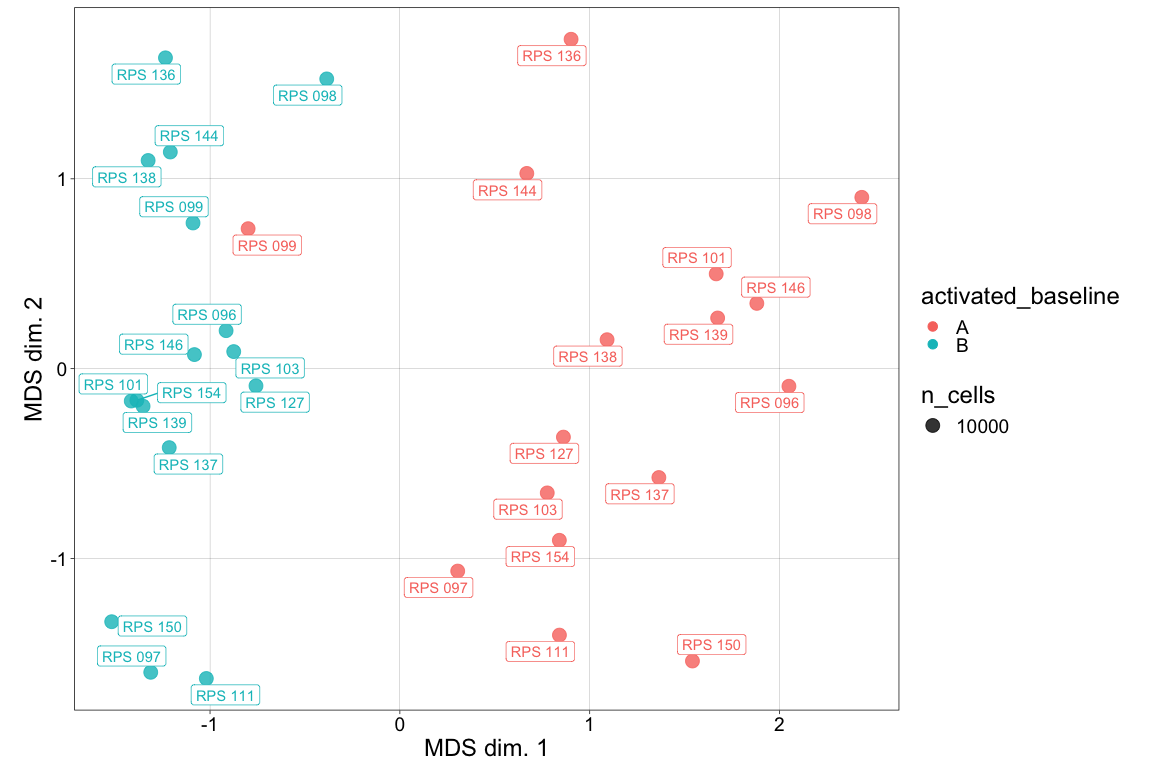 RPS 136
RPS 136
RPS 098
RPS 144
RPS 138
RPS 144
RPS 099
RPS 098
RPS 099
RPS 101
RPS 146
RPS 096
RPS 139
RPS 146
RPS 138
RPS 103
RPS 101
RPS 154
RPS 127
RPS 096
RPS 139
RPS 127
RPS 137
RPS 137
RPS 103
RPS 154
RPS 097
RPS 150
RPS 111
RPS 150
RPS 097
RPS 111
1
0
-1
-1
0
1
2
MDS dim. 1
MDS dim. 2
activated_baseline
A
B
n_cells
10000